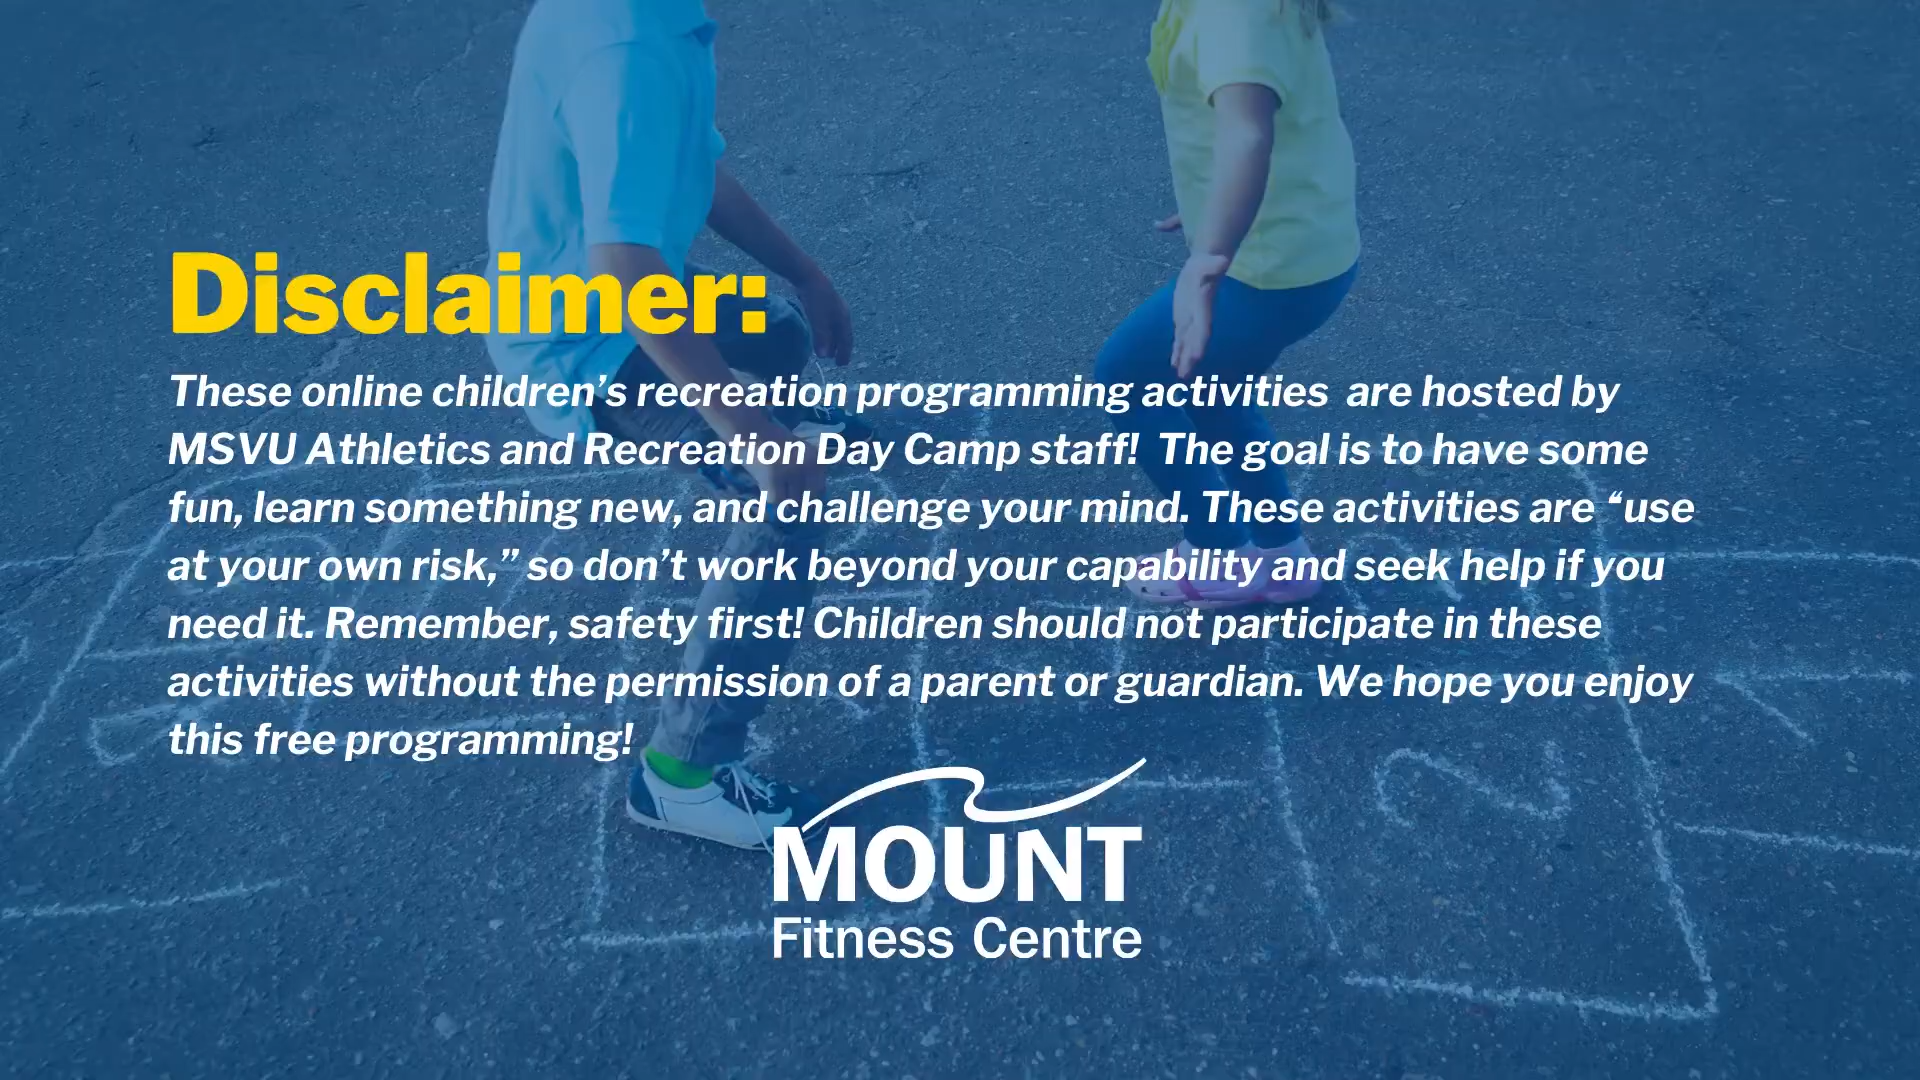 Disclaimer:
These online children’s recreation programming activities  are hosted by
MSVU Athletics and Recreation Day Camp staff!  The goal is to have some
fun, learn something new, and challenge your mind. These activities are “use
at your own risk,” so don’t work beyond your capability and seek help if you
need it. Remember, safety first! Children should not participate in these
activities without the permission of a parent or guardian. We hope you enjoy
this free programming!
MOUNT
Fitness Centre